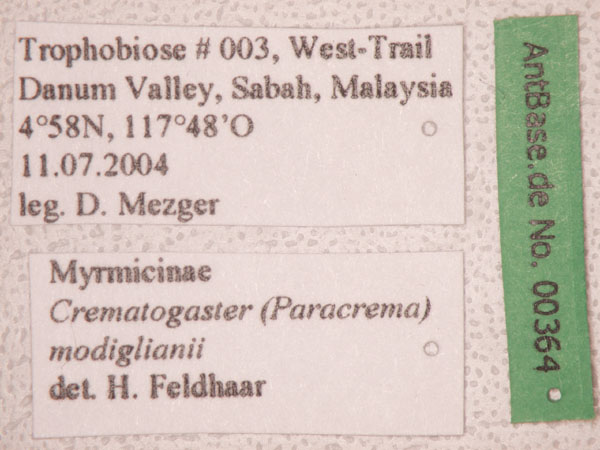 Trophobiose # 003, West-Trail
Danum Valley, Sabah, Malaysia
4°58N, 117°48'O
11.07.2004
leg. D. Mezger
Myrmicinae
Crematogaster (Paracrema)
modiglianii
det. H. Feldhaar
AntBase.de No. 00364